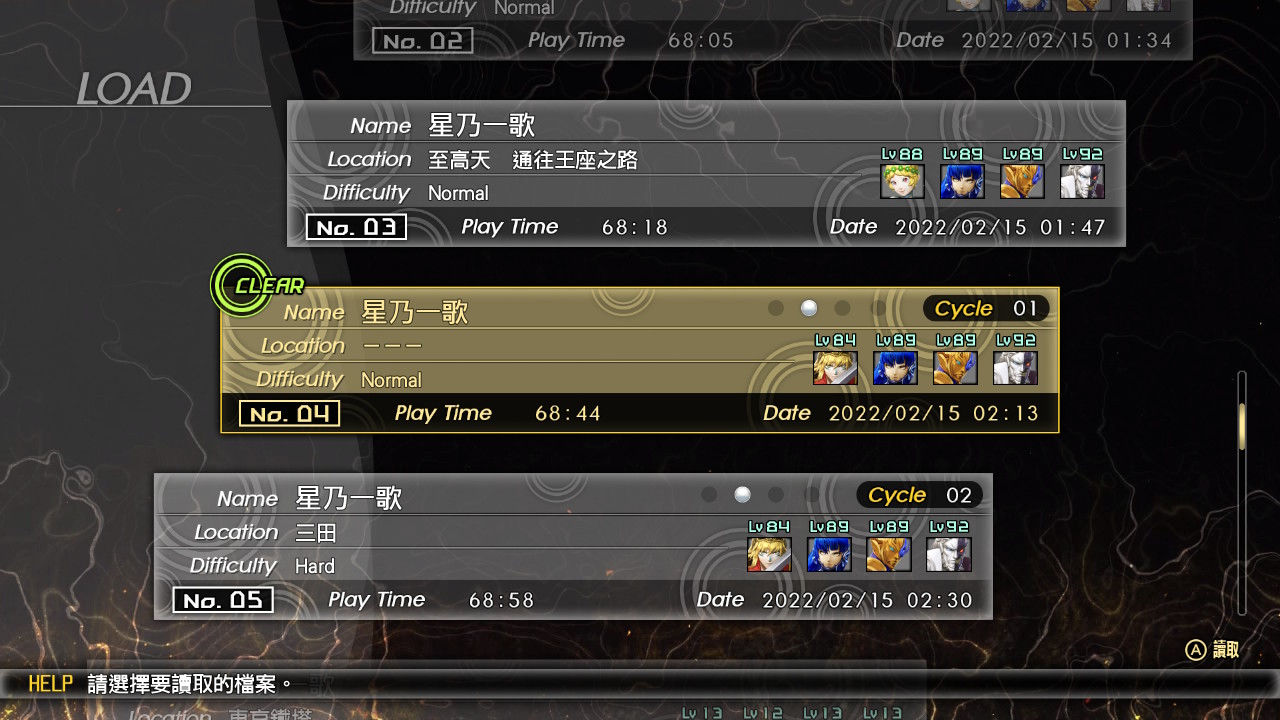 Difficulty Normal
No. 02 Play Time 68:05 Date 2022/02/15 01:34
LOAD
Name 星乃一歌
Location 至高天 通往王座之路
Lv88 Lv89 Lv89 Lv92
Difficulty Normal
No. 03 Play Time 68:18 Date 2022/02/15 01:47
CLEAR
Name 星乃一歌 Cycle 01
Location ーーー
Lv84 Lv89 Lv89 Lv92
Difficulty Normal
No. 04 Play Time 68:44 Date 2022/02/15 02:13
Name 星乃一歌 Cycle 02
Location 三田
Lv84 Lv89 Lv89 Lv92
Difficulty Hard
No. 05 Play Time 68:58 Date 2022/02/15 02:30
A 讀取
HELP 請選擇要讀取的檔案。
Location 東京鐵塔
Lv13 Lv12 Lv13 Lv13